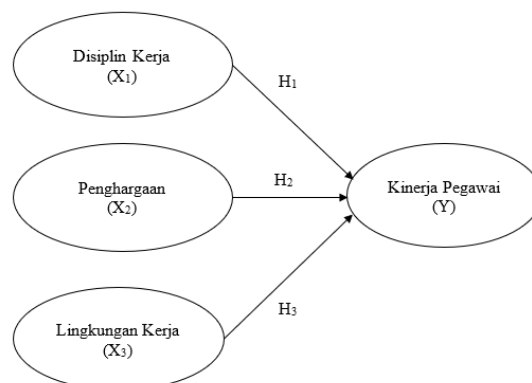 Disiplin Kerja
(X₁)
H₁
Penghargaan
(X₂)
H₂
Kinerja Pegawai
(Y)
H₃
Lingkungan Kerja
(X₃)